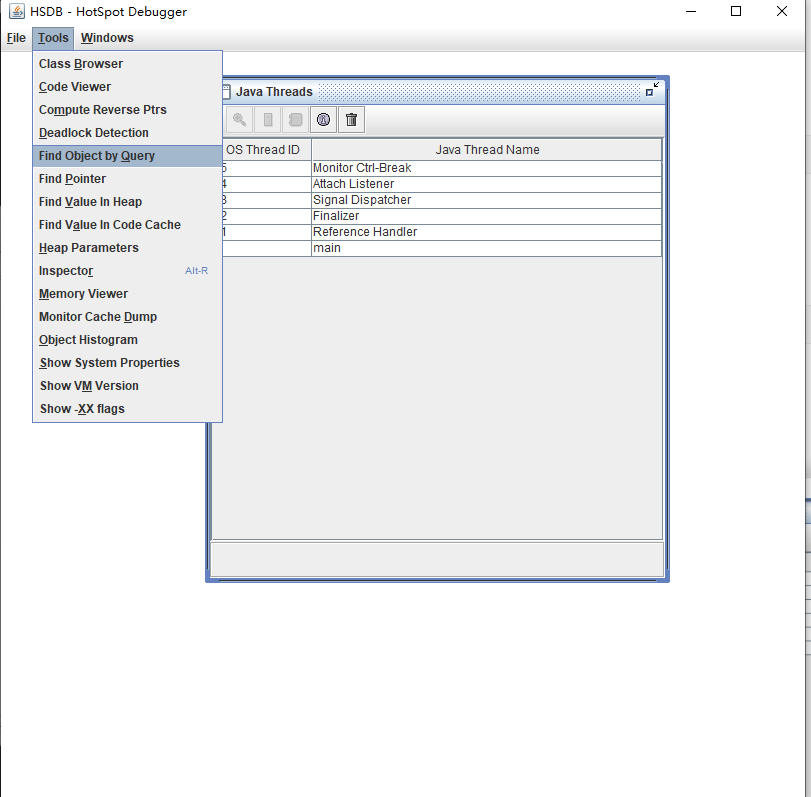 HSDB - HotSpot Debugger
File Tools Windows
Class Browser
Code Viewer
Compute Reverse Ptrs
Deadlock Detection
Find Object by Query
Find Pointer
Find Value In Heap
Find Value In Code Cache
Heap Parameters
Inspector Alt-R
Memory Viewer
Monitor Cache Dump
Object Histogram
Show System Properties
Show VM Version
Show -XX flags
Java Threads
OS Thread ID Java Thread Name
5 Monitor Ctrl-Break
4 Attach Listener
3 Signal Dispatcher
2 Finalizer
1 Reference Handler
main